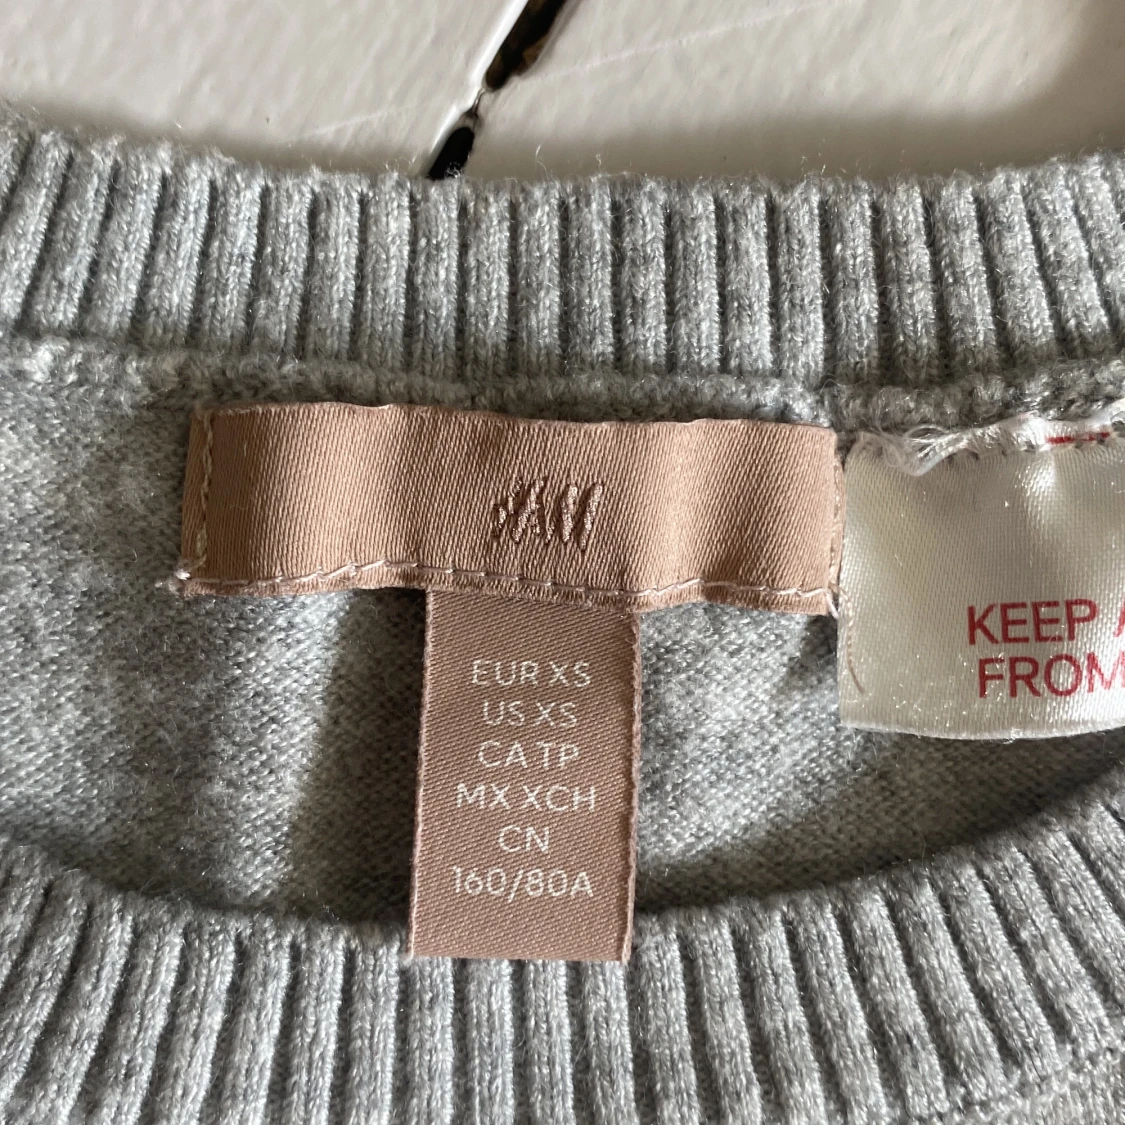 H&M
EUR XS
US XS
CA TP
MX XCH
CN
160/80A
KEEP A
FROM